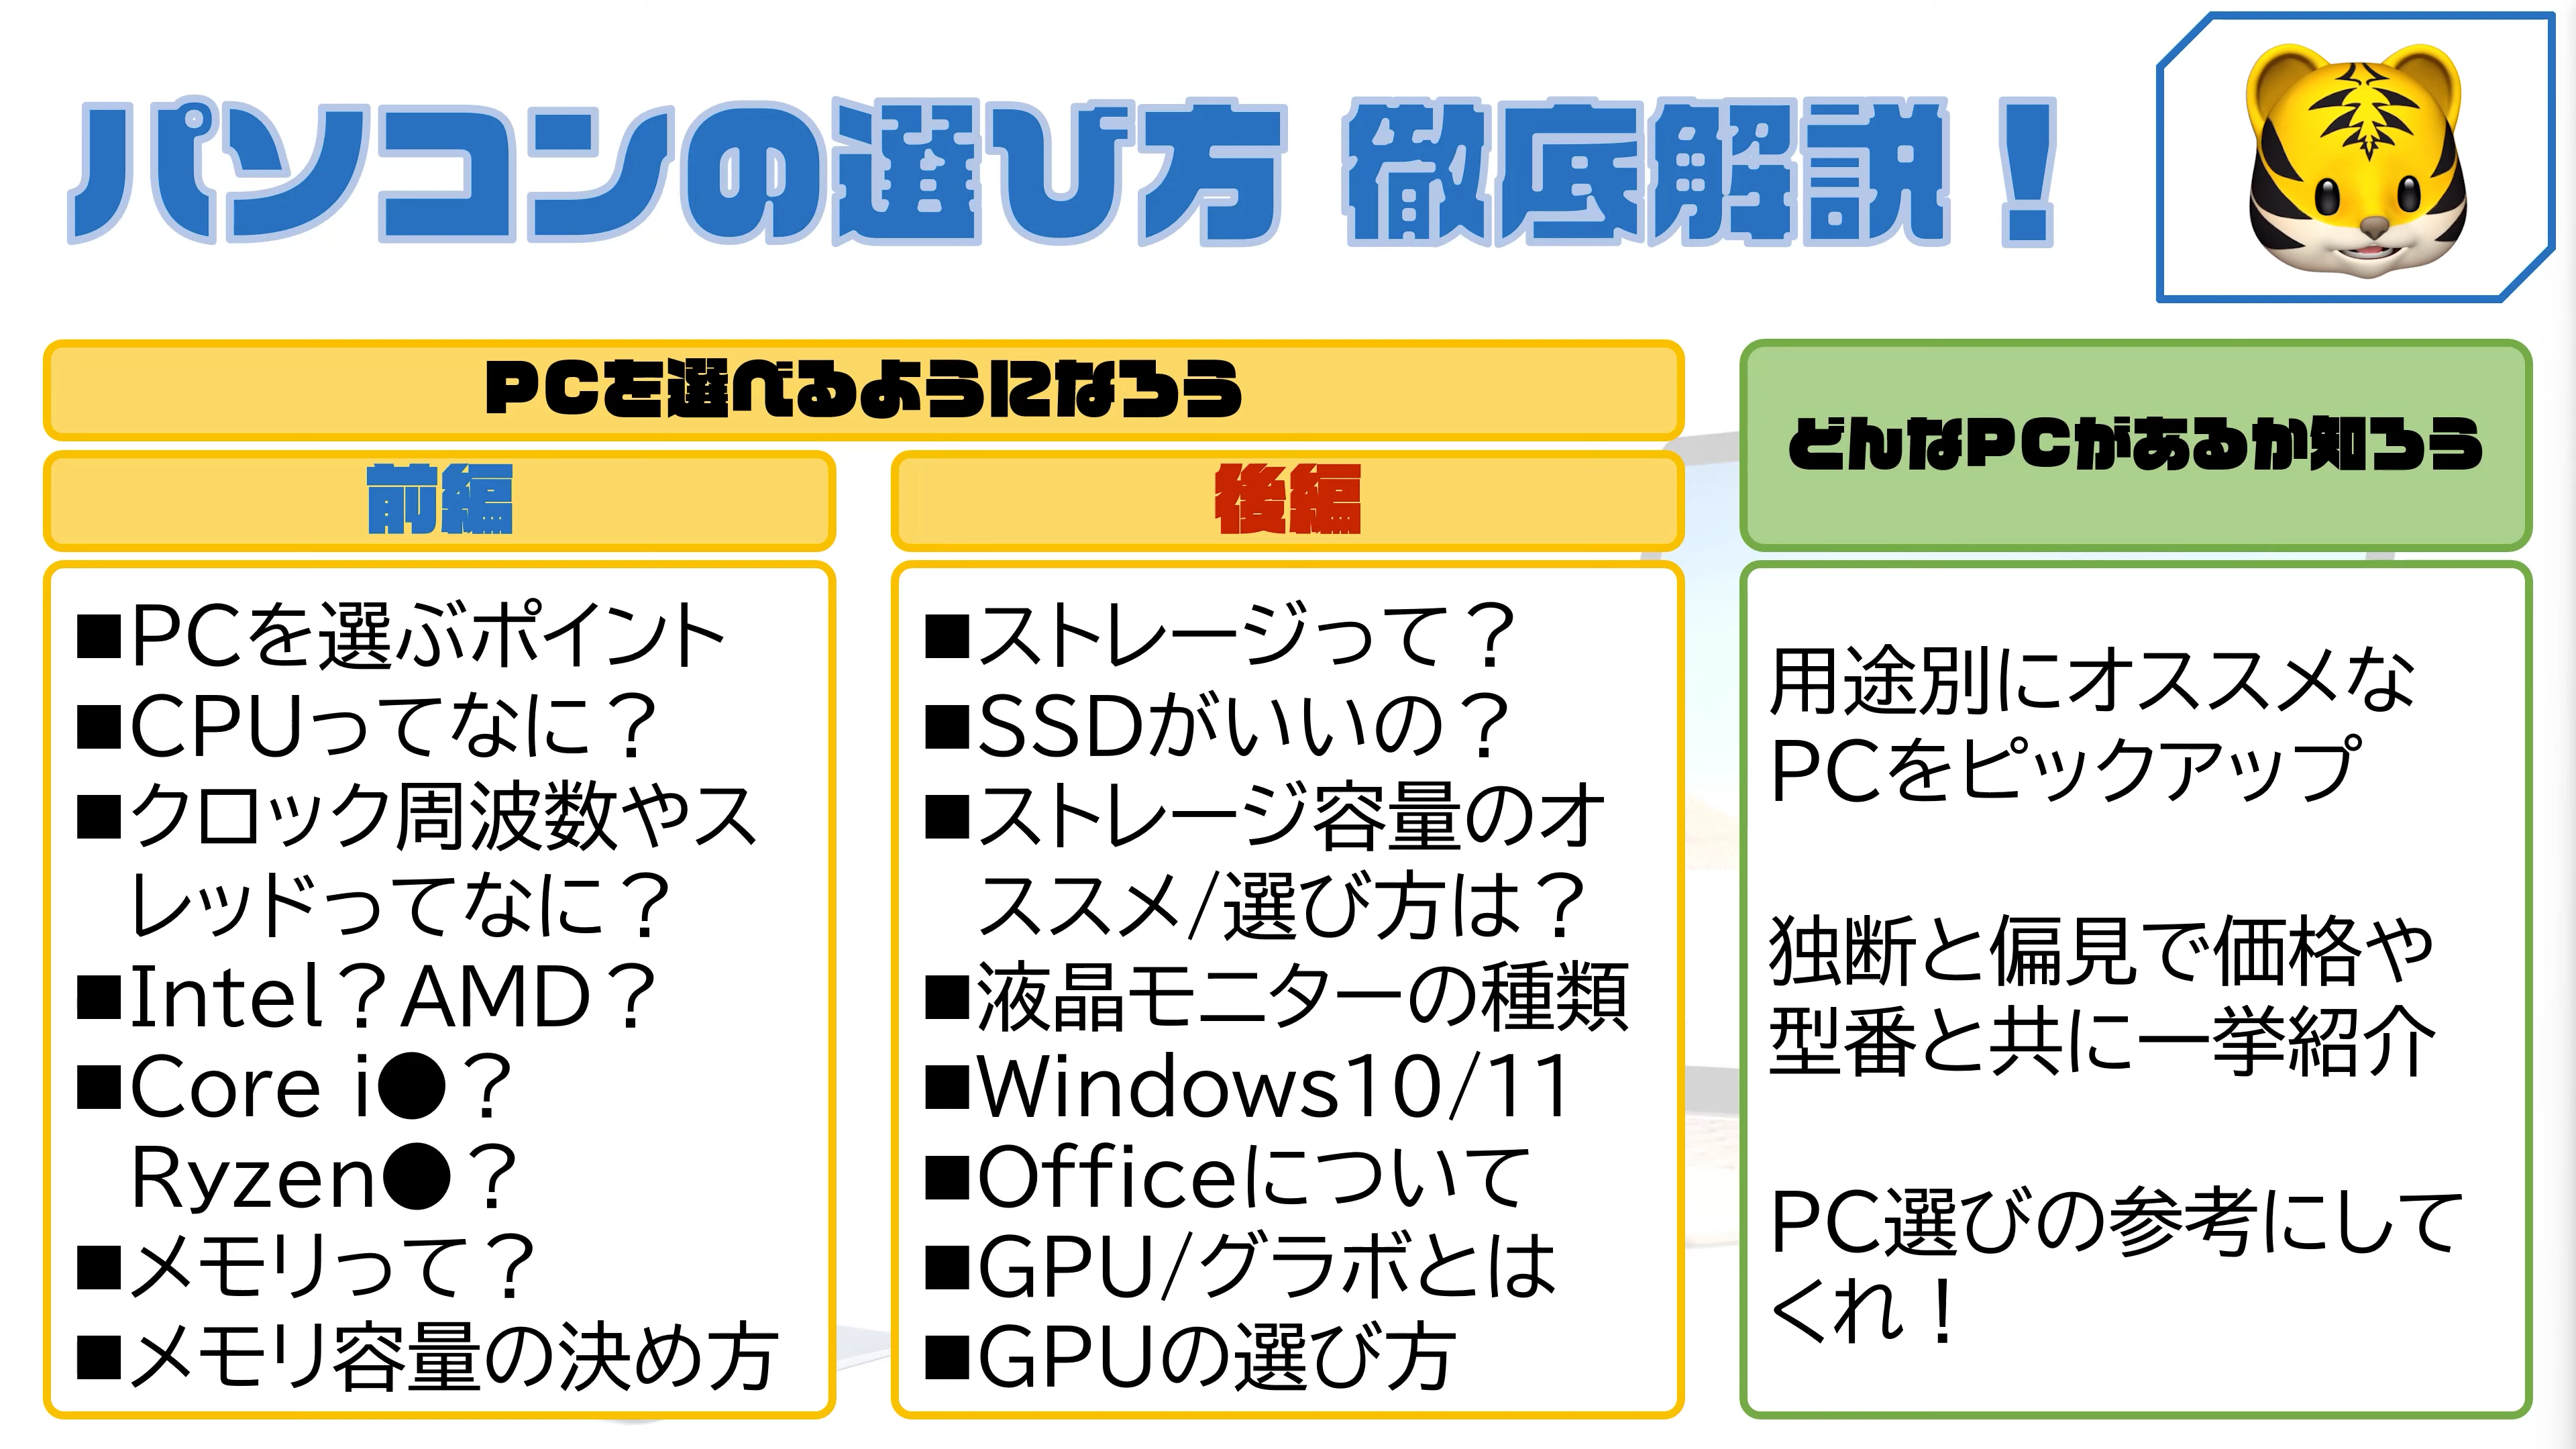 パソコンの選び方 徹底解説！
PCを選べるようになろう
前編
■PCを選ぶポイント
■CPUってなに？
■クロック周波数やス
レッドってなに？
■Intel？AMD？
■Core i●？
Ryzen●？
■メモリって？
■メモリ容量の決め方
後編
■ストレージって？
■SSDがいいの？
■ストレージ容量のオ
ススメ/選び方は？
■液晶モニターの種類
■Windows10/11
■Officeについて
■GPU/グラボとは
■GPUの選び方
どんなPCがあるか知ろう
用途別にオススメな
PCをピックアップ
独断と偏見で価格や
型番と共に一挙紹介
PC選びの参考にして
くれ！